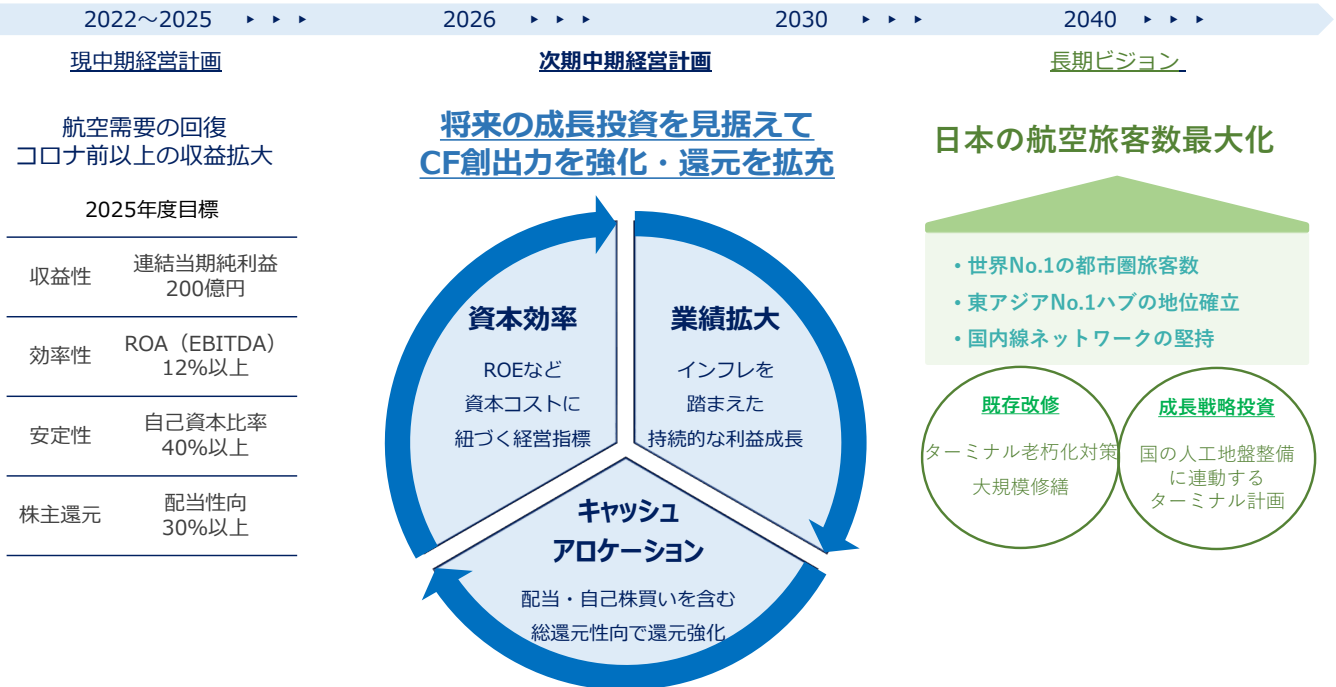 2022～2025 ▶ ▶ ▶ 2026 ▶ ▶ ▶ 2030 ▶ ▶ ▶ 2040 ▶ ▶ ▶
現中期経営計画
航空需要の回復
コロナ前以上の収益拡大
2025年度目標
収益性
連結当期純利益
200億円
効率性
ROA（EBITDA）
12%以上
安定性
自己資本比率
40%以上
株主還元
配当性向
30%以上
次期中期経営計画
将来の成長投資を見据えて
CF創出力を強化・還元を拡充
資本効率
ROEなど
資本コストに
紐づく経営指標
業績拡大
インフレを
踏まえた
持続的な利益成長
キャッシュ
アロケーション
配当・自己株買いを含む
総還元性向で還元強化
長期ビジョン
日本の航空旅客数最大化
・世界No.1の都市圏旅客数
・東アジアNo.1ハブの地位確立
・国内線ネットワークの堅持
既存改修
ターミナル老朽化対策
大規模修繕
成長戦略投資
国の人工地盤整備
に連動する
ターミナル計画